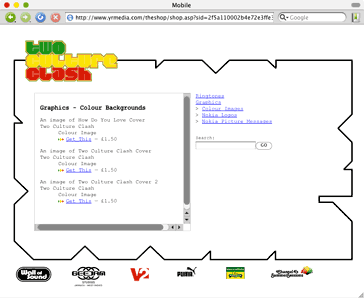 Mobile
http://www.yrmedia.com/theshop/shop.asp?sid=2f5a110002b4e72e3ffe3
Google
two
culture
clash
Graphics - Colour Backgrounds
An image of How Do You Love Cover
Two Culture Clash
Colour Image
Get This - £1.50
An image of Two Culture Clash Cover
Two Culture Clash
Colour Image
Get This - £1.50
An image of Two Culture Clash Cover 2
Two Culture Clash
Colour Image
Get This - £1.50
Ringtones
Graphics
> Colour Images
> Nokia Logos
> Nokia Picture Messages
Search:
GO
Wall of
Sound
GEEJAM
V2
PUMA